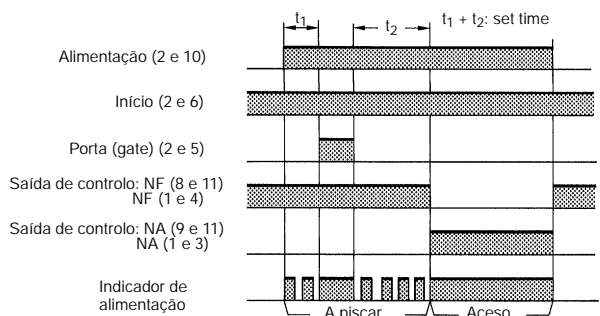 t1
t2
t1 + t2: set time
Alimentação (2 e 10)
Início (2 e 6)
Porta (gate) (2 e 5)
Saída de controlo: NF (8 e 11)
NF (1 e 4)
Saída de controlo: NA (9 e 11)
NA (1 e 3)
Indicador de
alimentação
A piscar
Aceso